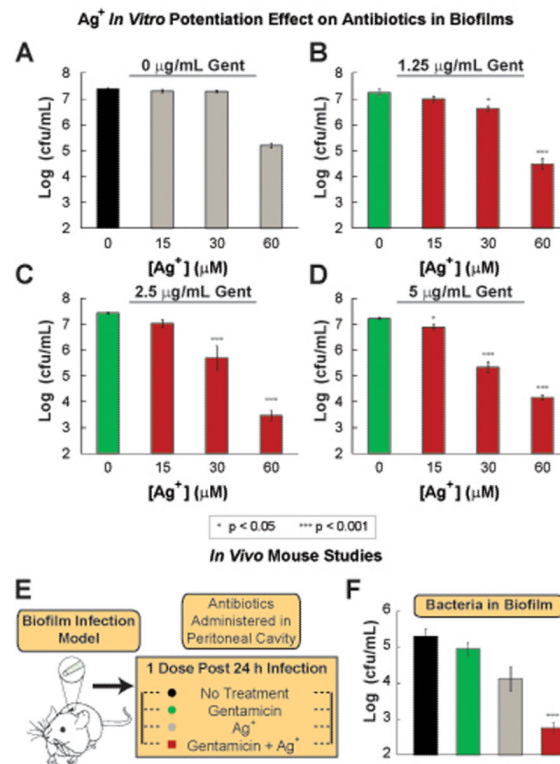 Ag+ In Vitro Potentiation Effect on Antibiotics in Biofilms
A
0 µg/mL Gent
Log (cfu/mL)
8
7
6
5
4
3
2
0 15 30 60
[Ag+] (µM)
B
1.25 µg/mL Gent
Log (cfu/mL)
8
7
6
5
4
3
2
*
***
0 15 30 60
[Ag+] (µM)
C
2.5 µg/mL Gent
Log (cfu/mL)
8
7
6
5
4
3
2
***
***
0 15 30 60
[Ag+] (µM)
D
5 µg/mL Gent
Log (cfu/mL)
8
7
6
5
4
3
2
*
***
***
0 15 30 60
[Ag+] (µM)
* p < 0.05 *** p < 0.001
In Vivo Mouse Studies
E
Biofilm Infection
Model
Antibiotics
Administered in
Peritoneal Cavity
1 Dose Post 24 h Infection
No Treatment
Gentamicin
Ag+
Gentamicin + Ag+
F
Bacteria in Biofilm
Log (cfu/mL)
6
5
4
3
2
***